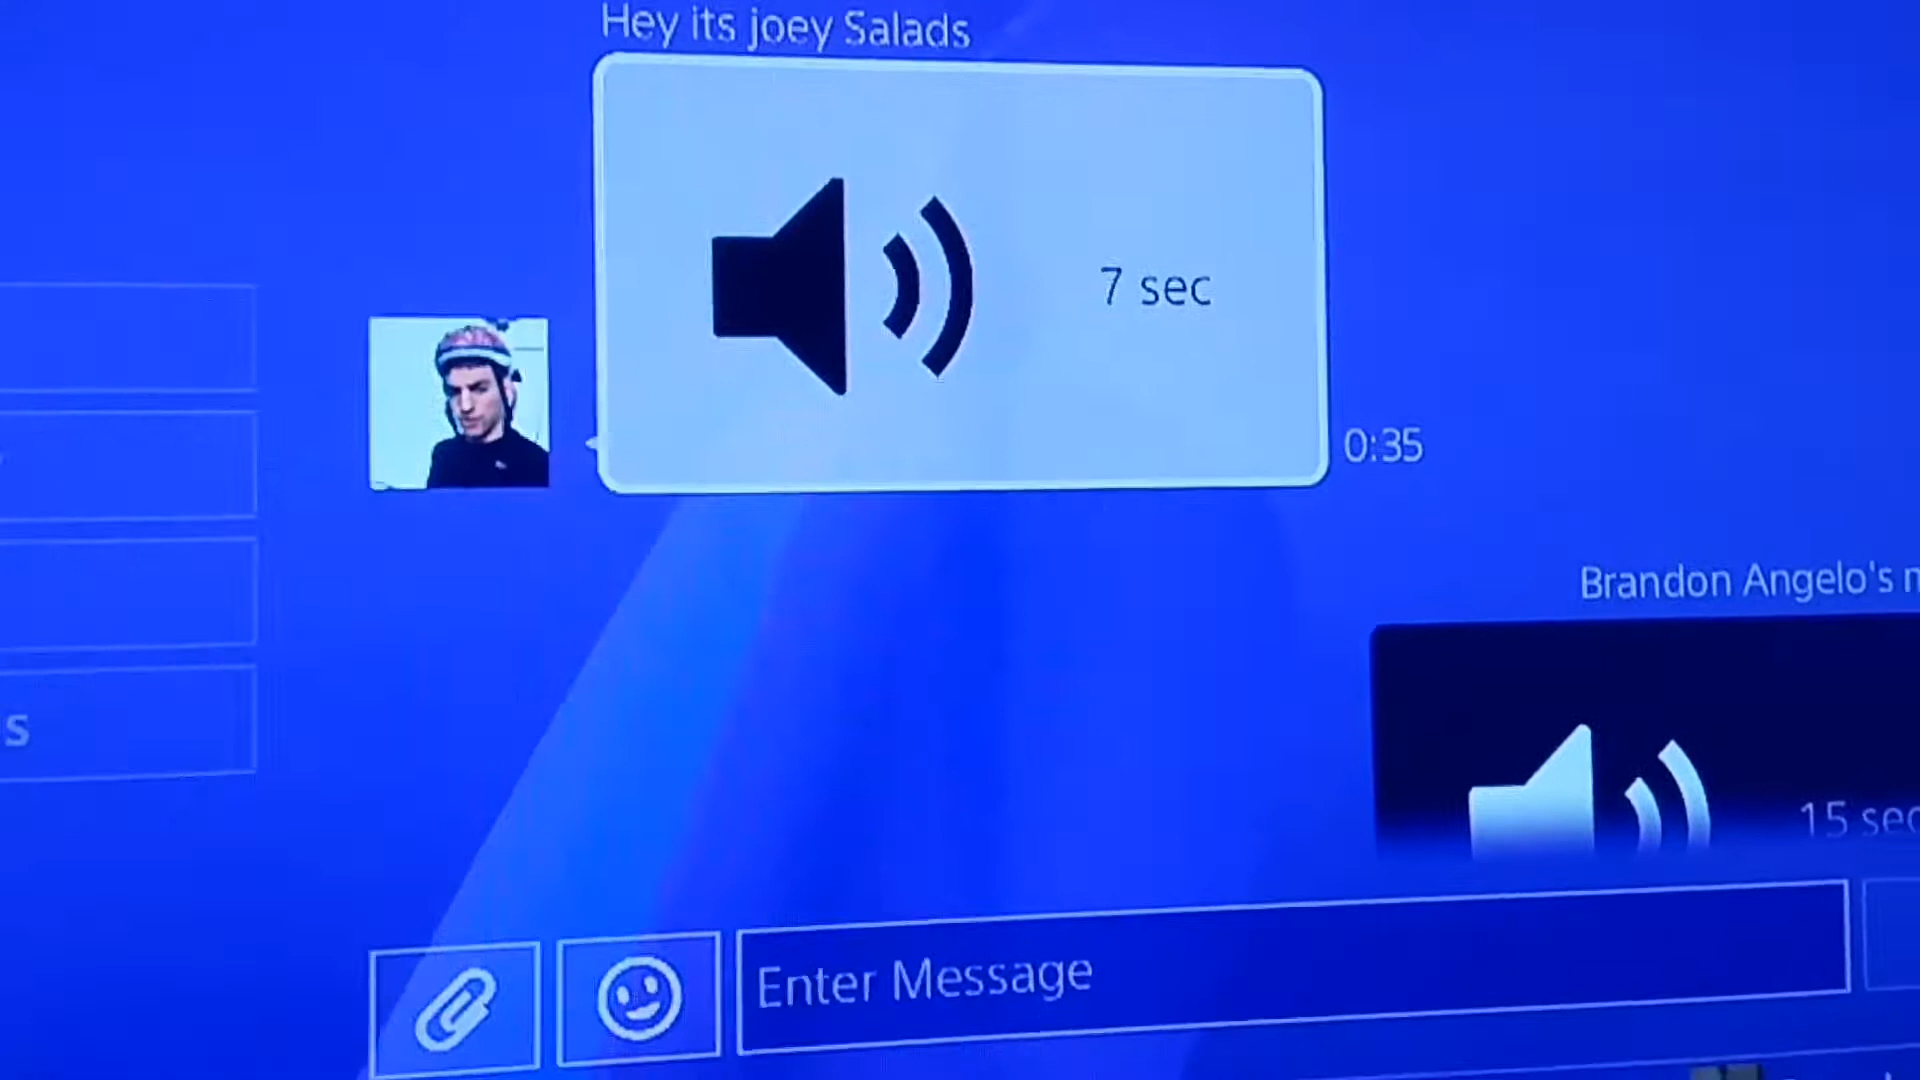 Hey its joey Salads
7 sec
0:35
Brandon Angelo's
s
15 sec
Enter Message